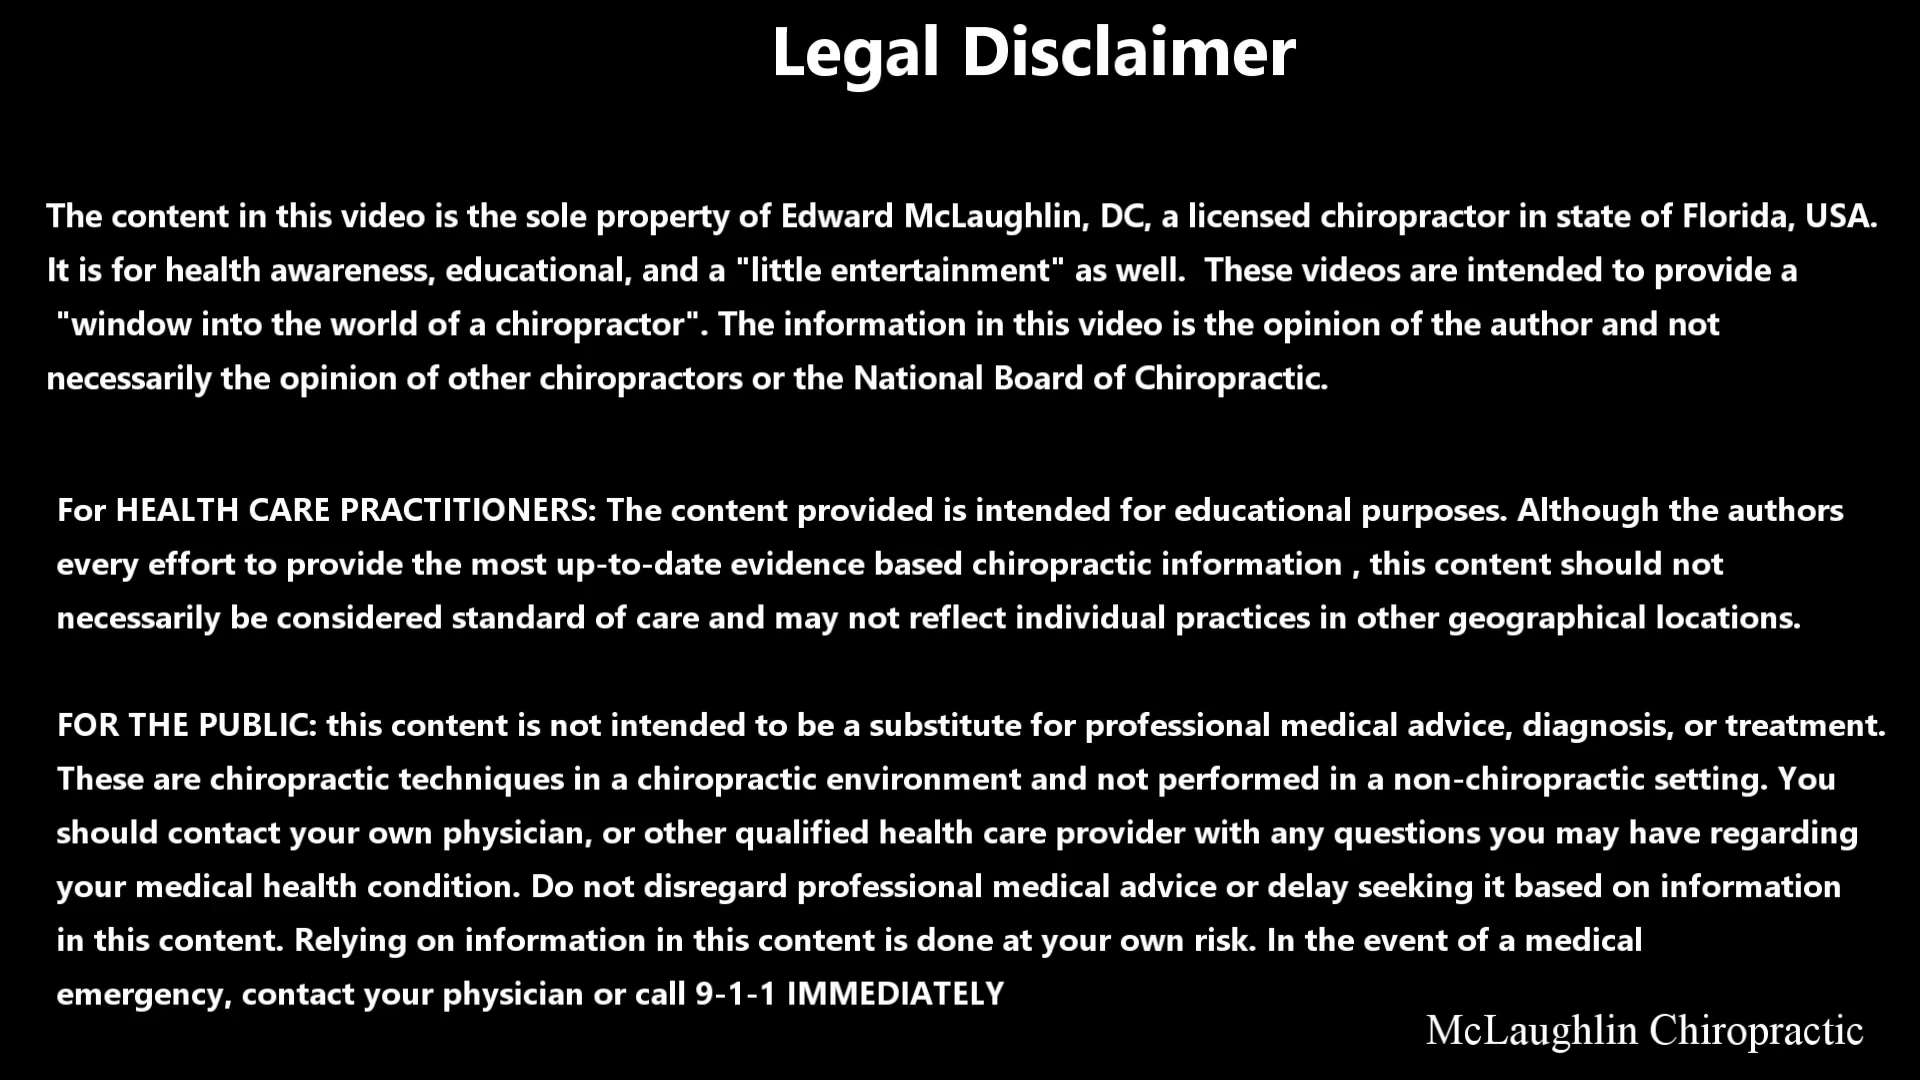 Legal Disclaimer
The content in this video is the sole property of Edward McLaughlin, DC, a licensed chiropractor in state of Florida, USA.
It is for health awareness, educational, and a "little entertainment" as well.  These videos are intended to provide a
"window into the world of a chiropractor". The information in this video is the opinion of the author and not
necessarily the opinion of other chiropractors or the National Board of Chiropractic.
For HEALTH CARE PRACTITIONERS: The content provided is intended for educational purposes. Although the authors
every effort to provide the most up-to-date evidence based chiropractic information , this content should not
necessarily be considered standard of care and may not reflect individual practices in other geographical locations.
FOR THE PUBLIC: this content is not intended to be a substitute for professional medical advice, diagnosis, or treatment.
These are chiropractic techniques in a chiropractic environment and not performed in a non-chiropractic setting. You
should contact your own physician, or other qualified health care provider with any questions you may have regarding
your medical health condition. Do not disregard professional medical advice or delay seeking it based on information
in this content. Relying on information in this content is done at your own risk. In the event of a medical
emergency, contact your physician or call 9-1-1 IMMEDIATELY
McLaughlin Chiropractic